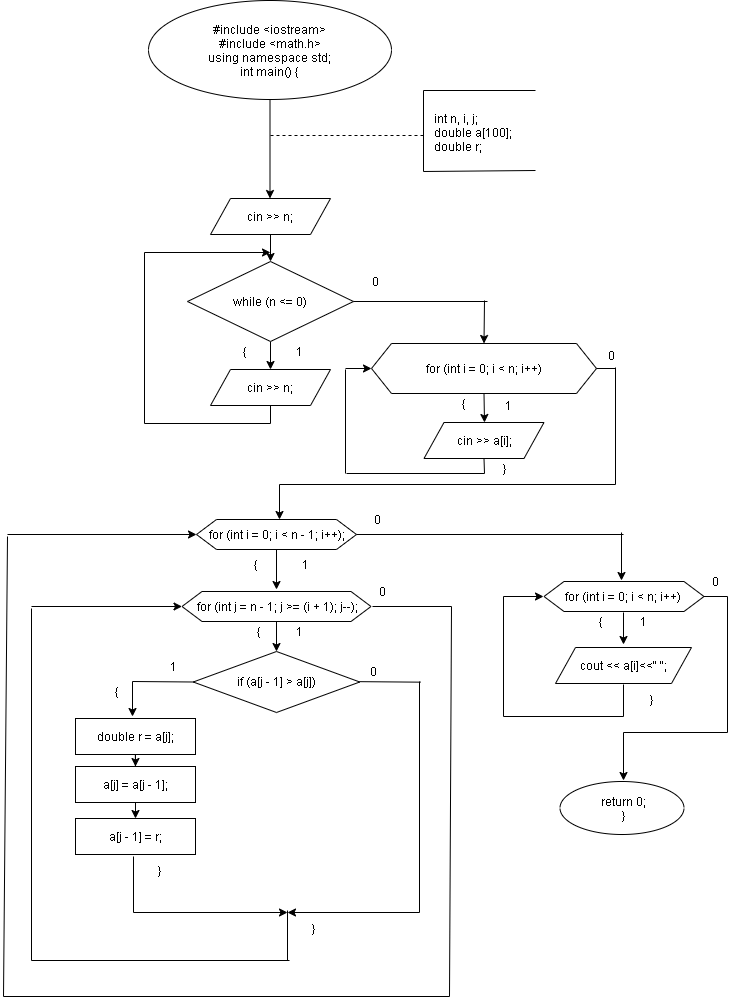 #include <iostream>
#include <math.h>
using namespace std;
int main() {
int n, i, j;
double a[100];
double r;
cin >> n;
0
while (n <= 0)
{ 1
cin >> n;
0
for (int i = 0; i < n; i++)
{ 1
cin >> a[i];
}
0
for (int i = 0; i < n - 1; i++);
{ 1
0
for (int j = n - 1; j >= (i + 1); j--);
{ 1
1
0
if (a[j - 1] > a[j])
{
double r = a[j];
a[j] = a[j - 1];
a[j - 1] = r;
}
}
0
for (int i = 0; i < n; i++)
{ 1
cout << a[i]<<" ";
}
return 0;
}